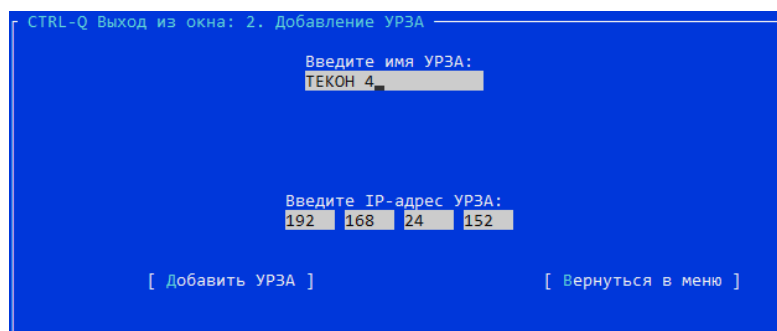 CTRL-Q Выход из окна: 2. Добавление УРЗА
Введите имя УРЗА:
ТЕКОН 4
Введите IP-адрес УРЗА:
192 168 24 152
[ Добавить УРЗА ] [ Вернуться в меню ]